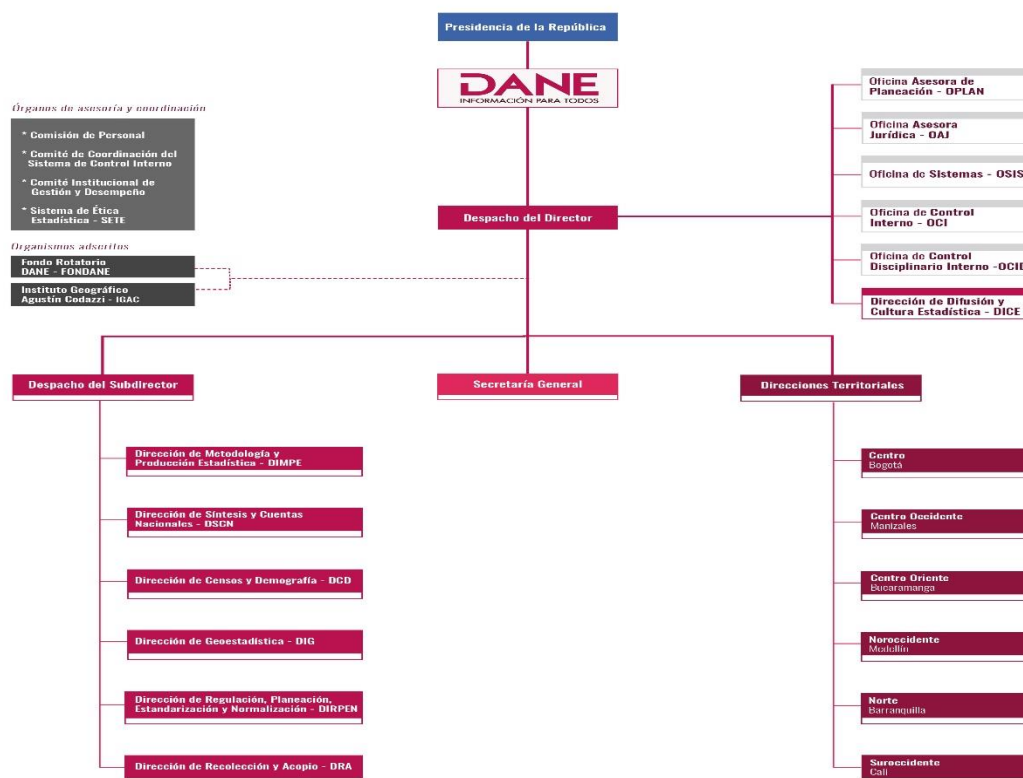 Presidencia de la República
DANE
INFORMACIÓN PARA TODOS
Órganos de asesoría y coordinación
* Comisión de Personal
* Comité de Coordinación del
Sistema de Control Interno
* Comité Institucional de
Gestión y Desempeño
* Sistema de Ética
Estadística - SETE
Organismos adscritos
Fondo Rotatorio
DANE - FONDANE
Instituto Geográfico
Agustín Codazzi - IGAC
Despacho del Director
Oficina Asesora de
Planeación - OPLAN
Oficina Asesora
Jurídica - OAJ
Oficina de Sistemas - OSIS
Oficina de Control
Interno - OCI
Oficina de Control
Disciplinario Interno -OCID
Dirección de Difusión y
Cultura Estadística - DICE
Despacho del Subdirector
Secretaría General
Direcciones Territoriales
Dirección de Metodología y
Producción Estadística - DIMPE
Dirección de Síntesis y Cuentas
Nacionales - DSCN
Dirección de Censos y Demografía - DCD
Dirección de Geoestadística - DIG
Dirección de Regulación, Planeación,
Estandarización y Normalización - DIRPEN
Dirección de Recolección y Acopio - DRA
Centro
Bogotá
Centro Occidente
Manizales
Centro Oriente
Bucaramanga
Noroccidente
Medellín
Norte
Barranquilla
Suroccidente
Cali